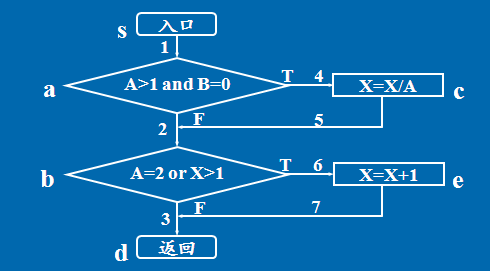 s 入口
1
a A>1 and B=0 T 4 X=X/A c
F 5
2
b A=2 or X>1 T 6 X=X+1 e
F 7
3
d 返回